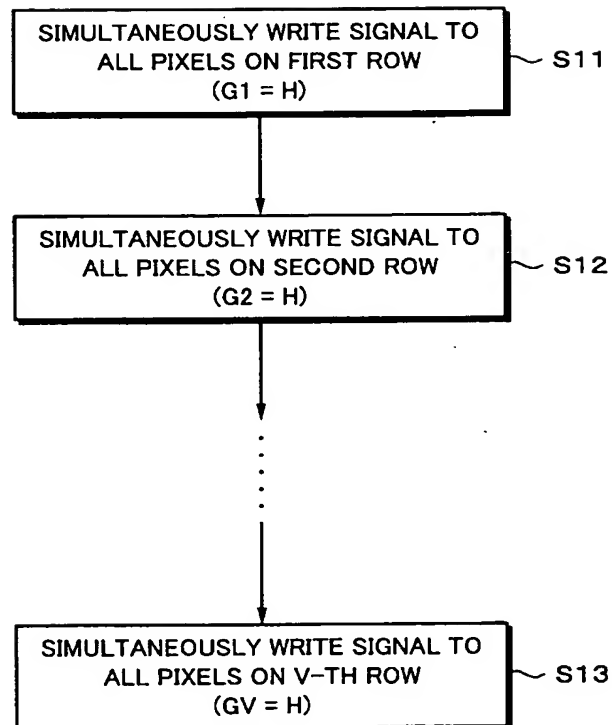 SIMULTANEOUSLY WRITE SIGNAL TO
ALL PIXELS ON FIRST ROW
(G1 = H)
S11
SIMULTANEOUSLY WRITE SIGNAL TO
ALL PIXELS ON SECOND ROW
(G2 = H)
S12
SIMULTANEOUSLY WRITE SIGNAL TO
ALL PIXELS ON V-TH ROW
(GV = H)
S13